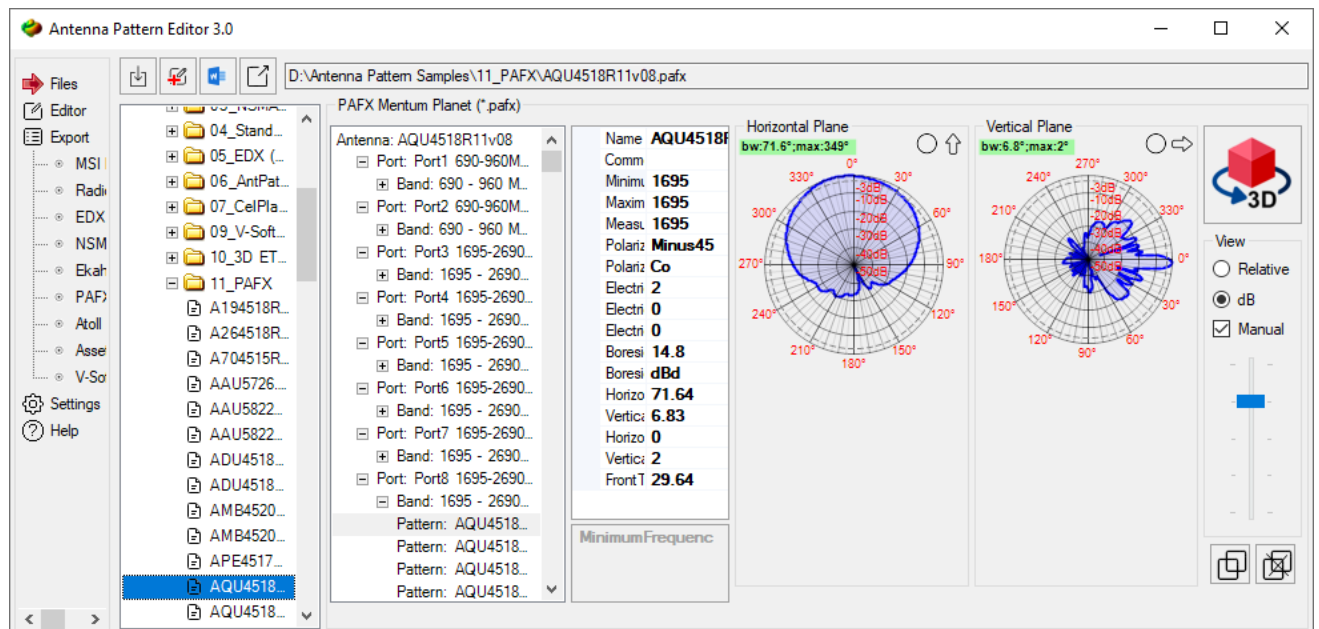 Antenna Pattern Editor 3.0
Files
Editor
Export
MSI
Radi
EDX
NSM
Ekah
PAFX
Atoll
Asse
V-So
Settings
Help
D:\Antenna Pattern Samples\11_PAFX\AQU4518R11v08.pafx
04_Stand...
05_EDX (...
06_AntPat...
07_CelPla...
09_V-Soft...
10_3D ET...
11_PAFX
A194518R...
A264518R...
A704515R...
AAU5726....
AAU5822...
AAU5822...
ADU4518...
ADU4518...
AMB4520...
AMB4520...
APE4517...
AQU4518...
AQU4518...
PAFX Mentum Planet (*.pafx)
Antenna: AQU4518R11v08
Port: Port1 690-960M...
Band: 690 - 960 M...
Port: Port2 690-960M...
Band: 690 - 960 M...
Port: Port3 1695-2690...
Band: 1695 - 2690...
Port: Port4 1695-2690...
Band: 1695 - 2690...
Port: Port5 1695-2690...
Band: 1695 - 2690...
Port: Port6 1695-2690...
Band: 1695 - 2690...
Port: Port7 1695-2690...
Band: 1695 - 2690...
Port: Port8 1695-2690...
Band: 1695 - 2690...
Pattern: AQU4518...
Pattern: AQU4518...
Pattern: AQU4518...
Pattern: AQU4518...
Name AQU4518R
Comm
Minimu 1695
Maxim 1695
Measu 1695
Polariz Minus45
Polariz Co
Electri 2
Electri 0
Electri 0
Boresi 14.8
Boresi dBd
Horizo 71.64
Vertica 6.83
Horizo 0
Vertica 2
FrontT 29.64
MinimumFrequenc
Horizontal Plane
bw:71.6°;max:349°
0°
330° 30°
300° 60°
270° 90°
240° 120°
210° 150°
180°
-3dB
-10dB
-20dB
-30dB
-40dB
-50dB
Vertical Plane
bw:6.8°;max:2°
270°
240° 300°
210° 330°
180° 0°
150° 30°
120° 60°
90°
-3dB
-10dB
-20dB
-30dB
-40dB
-50dB
3D
View
Relative
dB
Manual